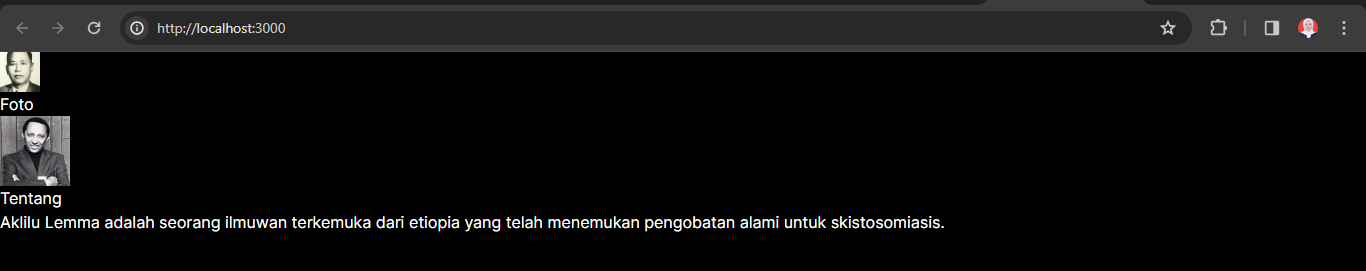 http://localhost:3000
Foto
Tentang
Aklilu Lemma adalah seorang ilmuwan terkemuka dari etiopia yang telah menemukan pengobatan alami untuk skistosomiasis.